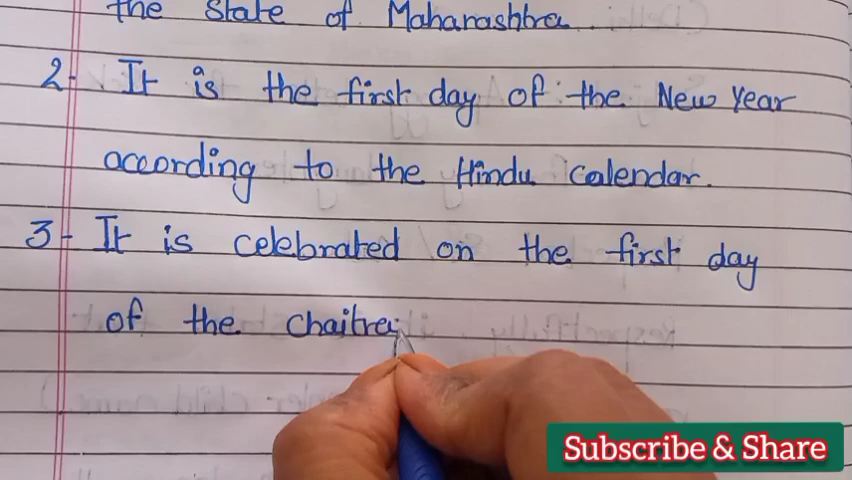 the State of Maharashtra.
2- It is the first day of the New Year
according to the Hindu calendar.
3- It is celebrated on the first day
of the chaitra
Subscribe & Share